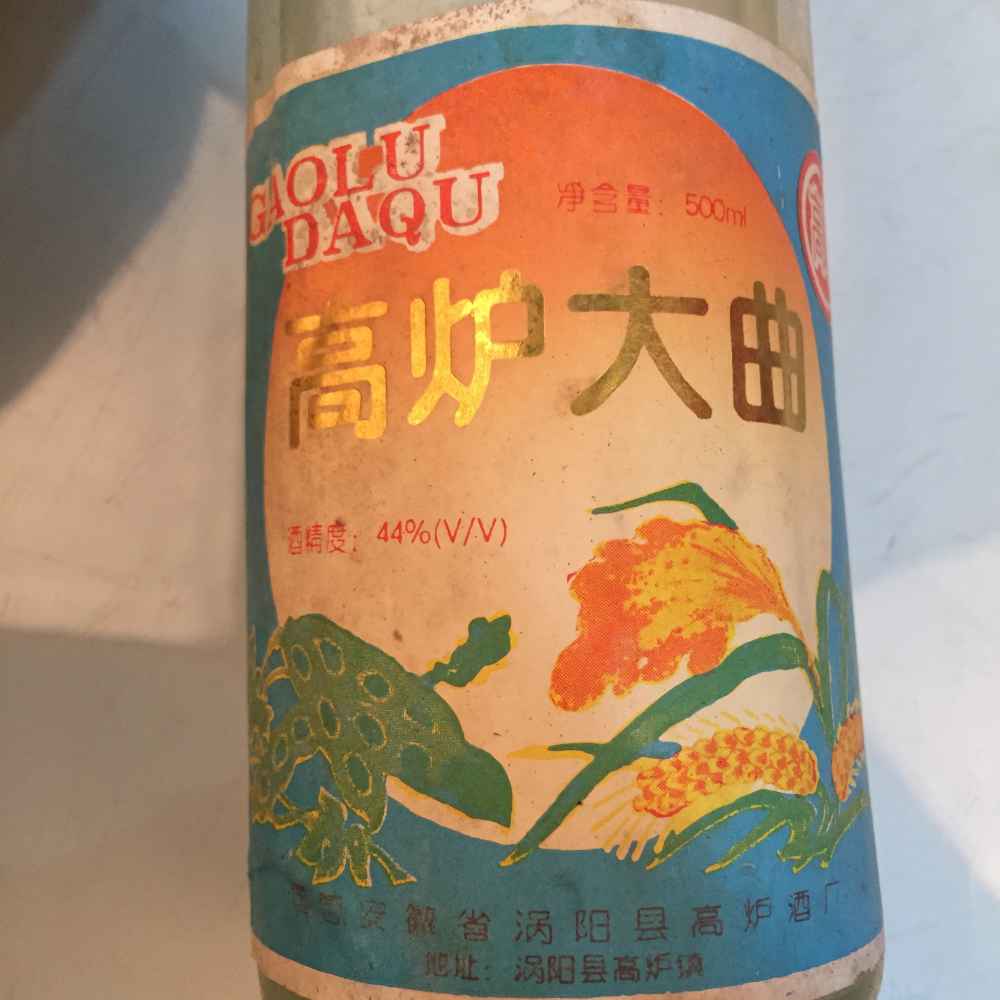 GAOLU
DAQU
净含量：500ml
高炉大曲
酒精度：44%(V/V)
安徽省涡阳县高炉酒厂
地址：涡阳县高炉镇